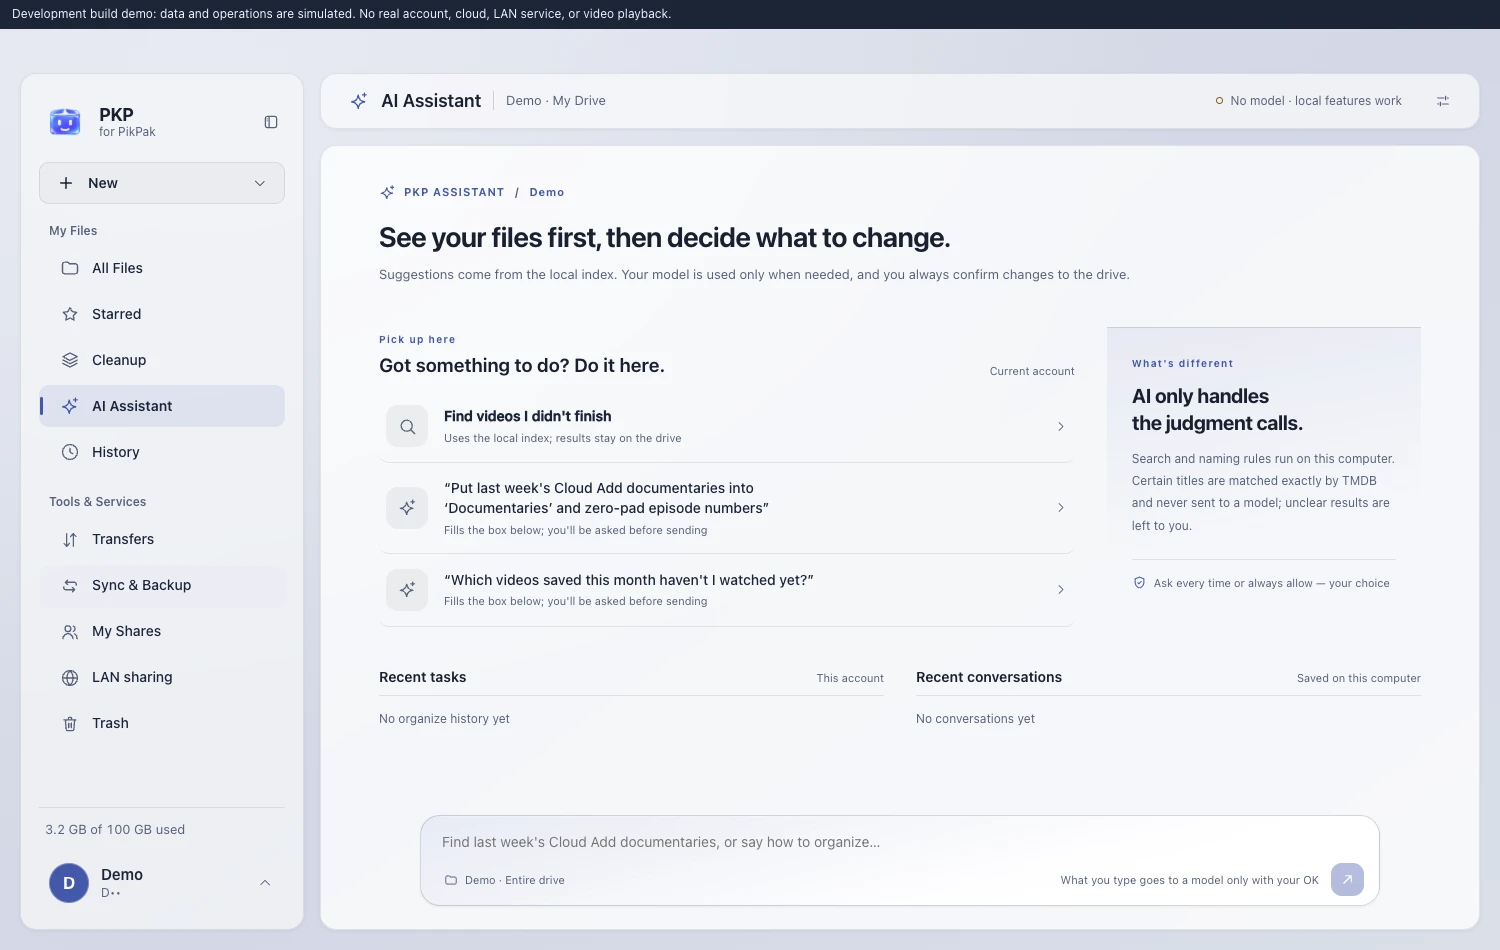 Development build demo: data and operations are simulated. No real account, cloud, LAN service, or video playback.
PKP
for PikPak
New
My Files
All Files
Starred
Cleanup
AI Assistant
History
Tools & Services
Transfers
Sync & Backup
My Shares
LAN sharing
Trash
3.2 GB of 100 GB used
D
Demo
D••
AI Assistant
Demo · My Drive
No model · local features work
PKP ASSISTANT / Demo
See your files first, then decide what to change.
Suggestions come from the local index. Your model is used only when needed, and you always confirm changes to the drive.
Pick up here
Got something to do? Do it here.
Current account
Find videos I didn't finish
Uses the local index; results stay on the drive
“Put last week's Cloud Add documentaries into
‘Documentaries’ and zero-pad episode numbers”
Fills the box below; you'll be asked before sending
“Which videos saved this month haven't I watched yet?”
Fills the box below; you'll be asked before sending
What's different
AI only handles
the judgment calls.
Search and naming rules run on this computer.
Certain titles are matched exactly by TMDB
and never sent to a model; unclear results are
left to you.
Ask every time or always allow — your choice
Recent tasks
This account
No organize history yet
Recent conversations
Saved on this computer
No conversations yet
Find last week's Cloud Add documentaries, or say how to organize…
Demo · Entire drive
What you type goes to a model only with your OK